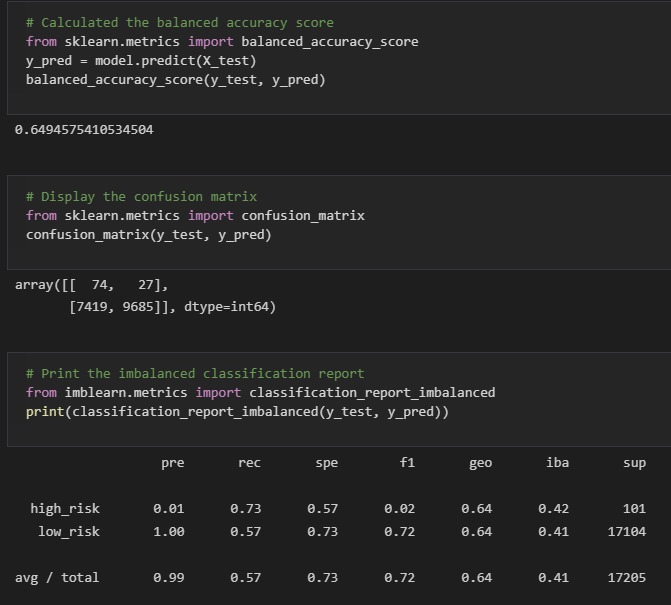 # Calculated the balanced accuracy score
from sklearn.metrics import balanced_accuracy_score
y_pred = model.predict(X_test)
balanced_accuracy_score(y_test, y_pred)
0.6494575410534504
# Display the confusion matrix
from sklearn.metrics import confusion_matrix
confusion_matrix(y_test, y_pred)
array([[  74,   27],
       [7419, 9685]], dtype=int64)
# Print the imbalanced classification report
from imblearn.metrics import classification_report_imbalanced
print(classification_report_imbalanced(y_test, y_pred))
pre rec spe f1 geo iba sup
high_risk 0.01 0.73 0.57 0.02 0.64 0.42 101
low_risk 1.00 0.57 0.73 0.72 0.64 0.41 17104
avg / total 0.99 0.57 0.73 0.72 0.64 0.41 17205